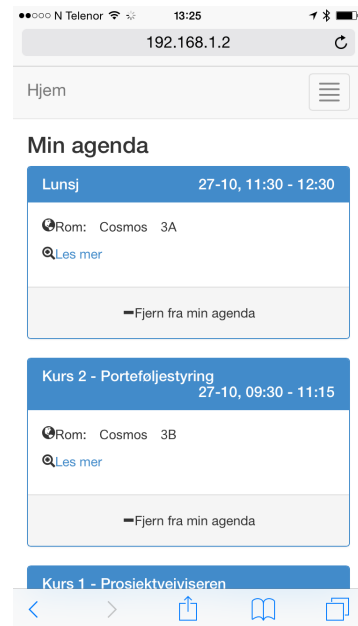 N Telenor 13:25
192.168.1.2
Hjem
Min agenda
Lunsj 27-10, 11:30 - 12:30
Rom: Cosmos 3A
Les mer
Fjern fra min agenda
Kurs 2 - Porteføljestyring
27-10, 09:30 - 11:15
Rom: Cosmos 3B
Les mer
Fjern fra min agenda
Kurs 1 - Prosjektveiviseren